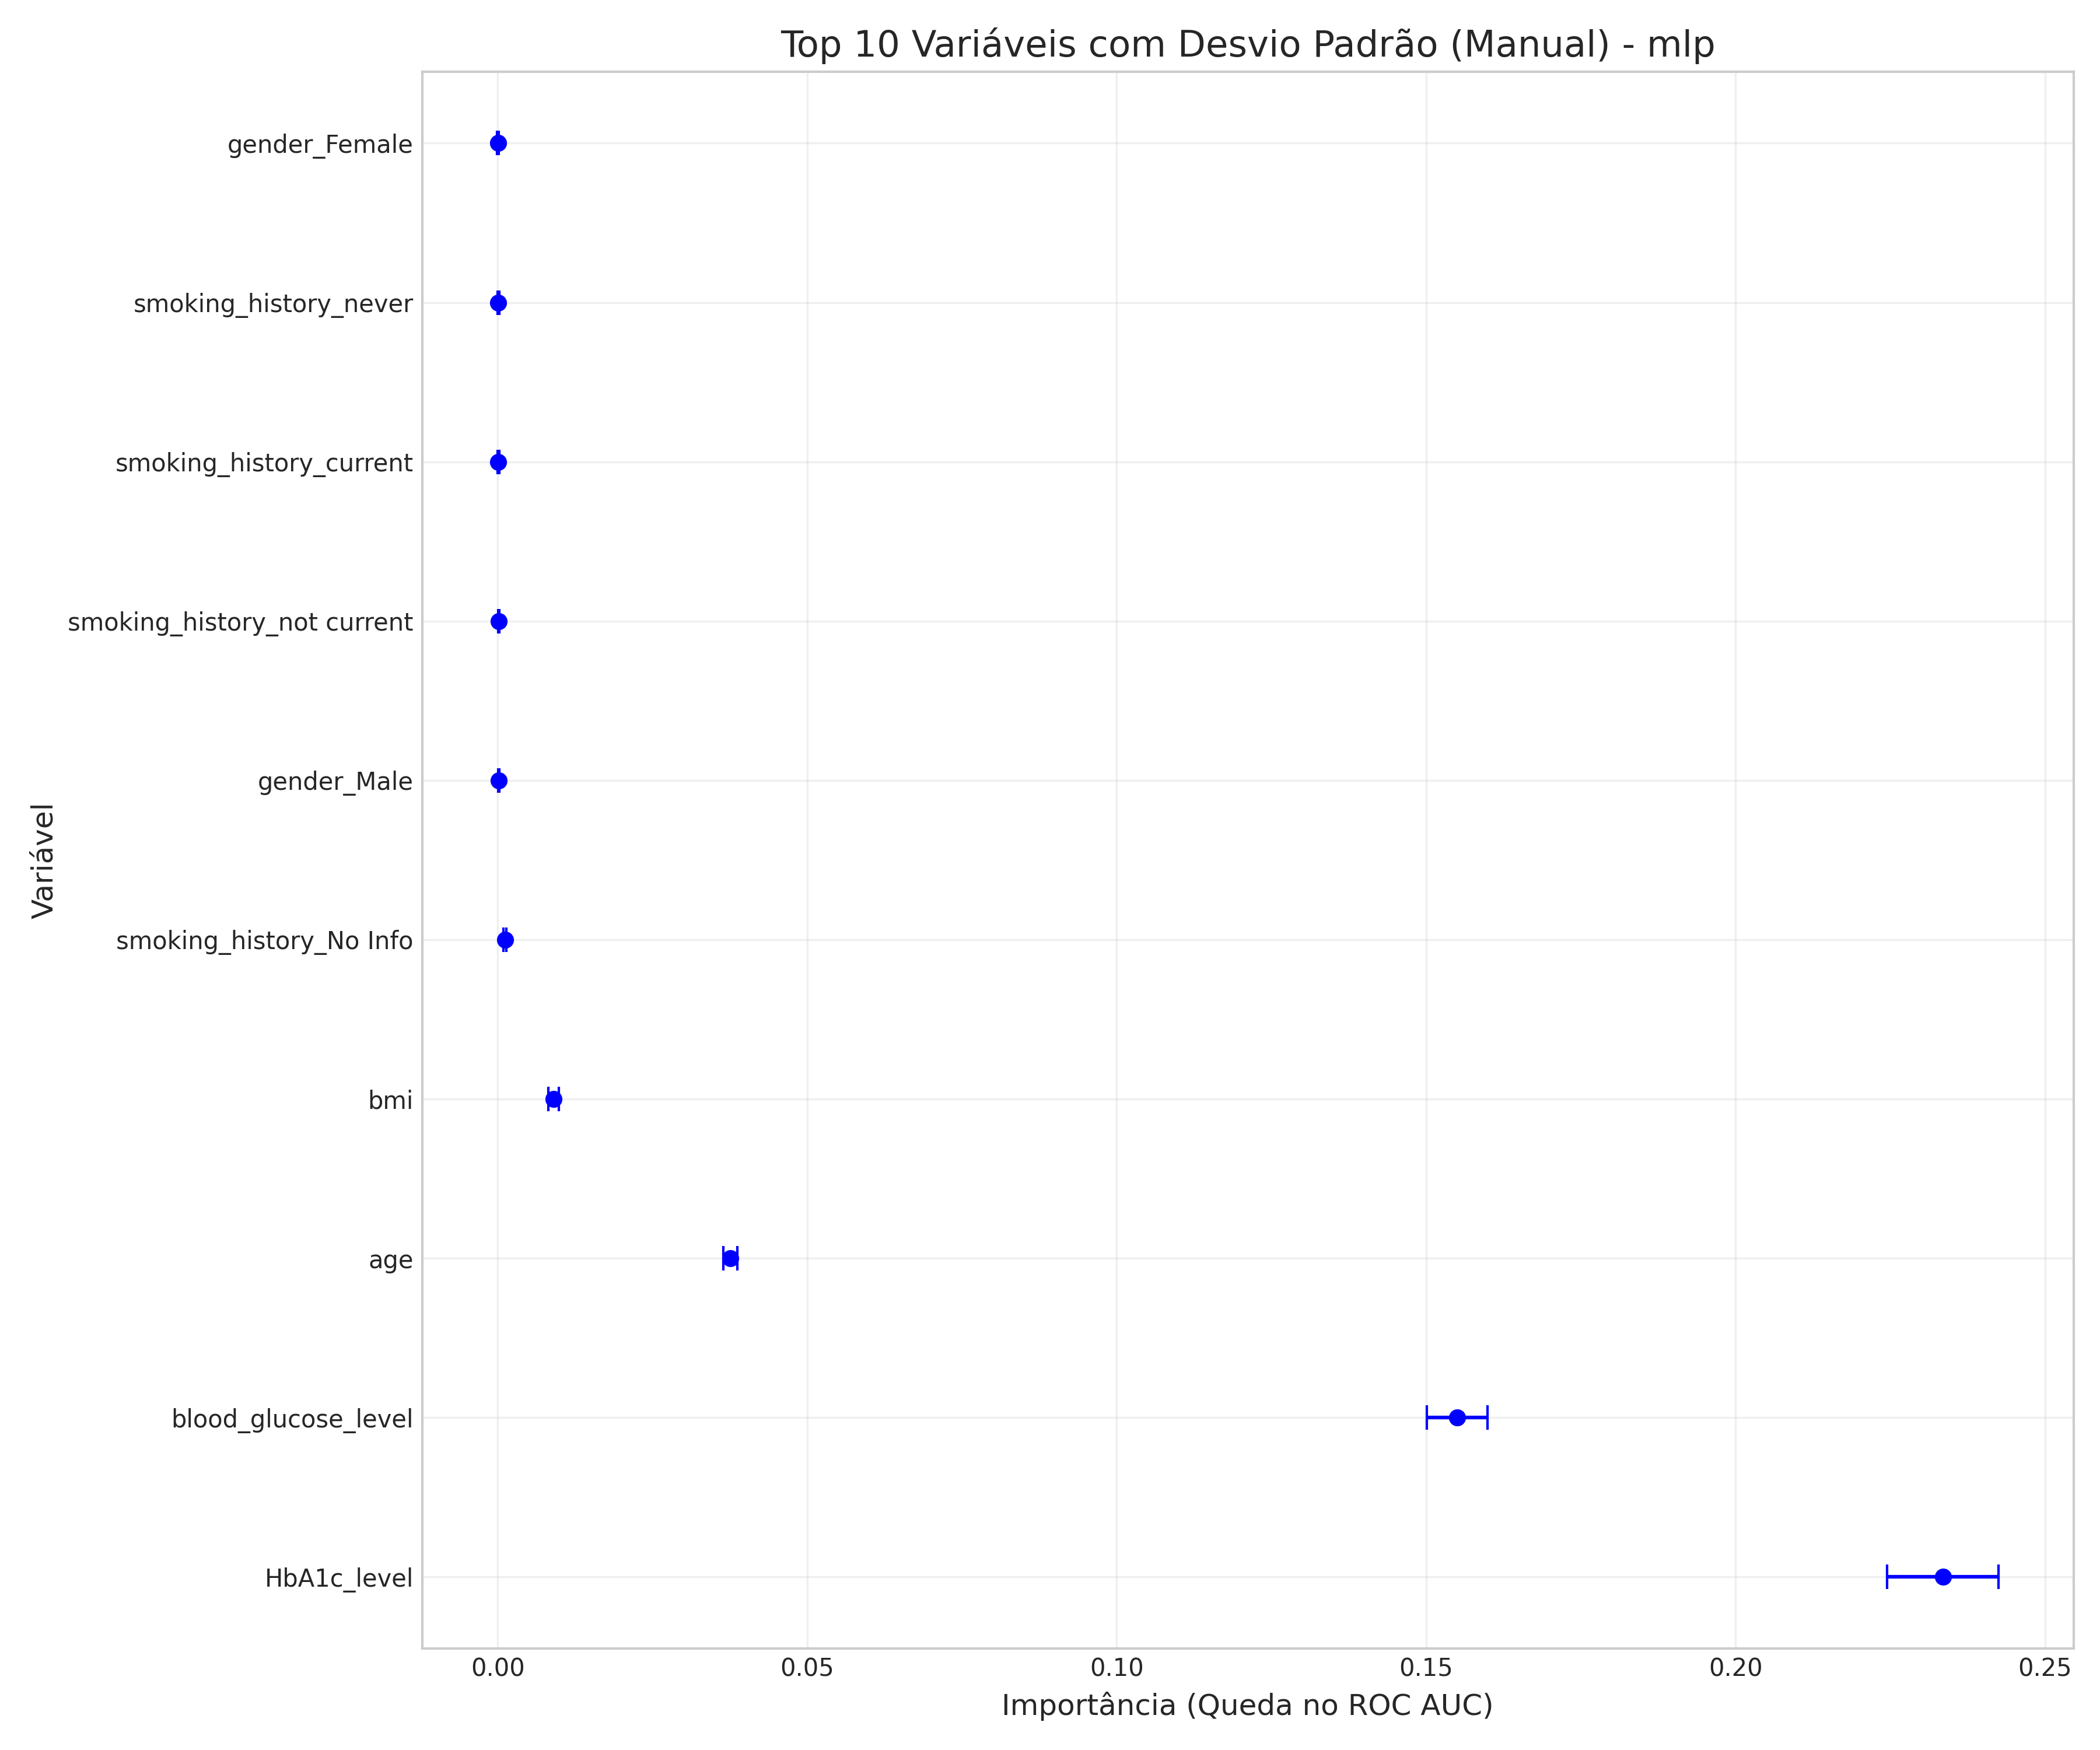 Top 10 Variáveis com Desvio Padrão (Manual) - mlp
Variável
gender_Female
smoking_history_never
smoking_history_current
smoking_history_not current
gender_Male
smoking_history_No Info
bmi
age
blood_glucose_level
HbA1c_level
0.00 0.05 0.10 0.15 0.20 0.25
Importância (Queda no ROC AUC)